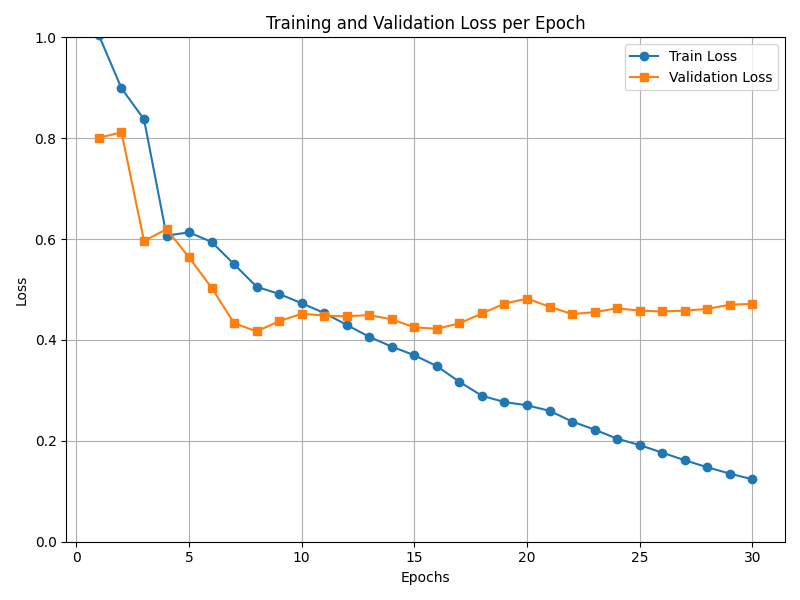 Training and Validation Loss per Epoch
Train Loss
Validation Loss
1.0
0.8
0.6
0.4
0.2
0.0
Loss
0 5 10 15 20 25 30
Epochs